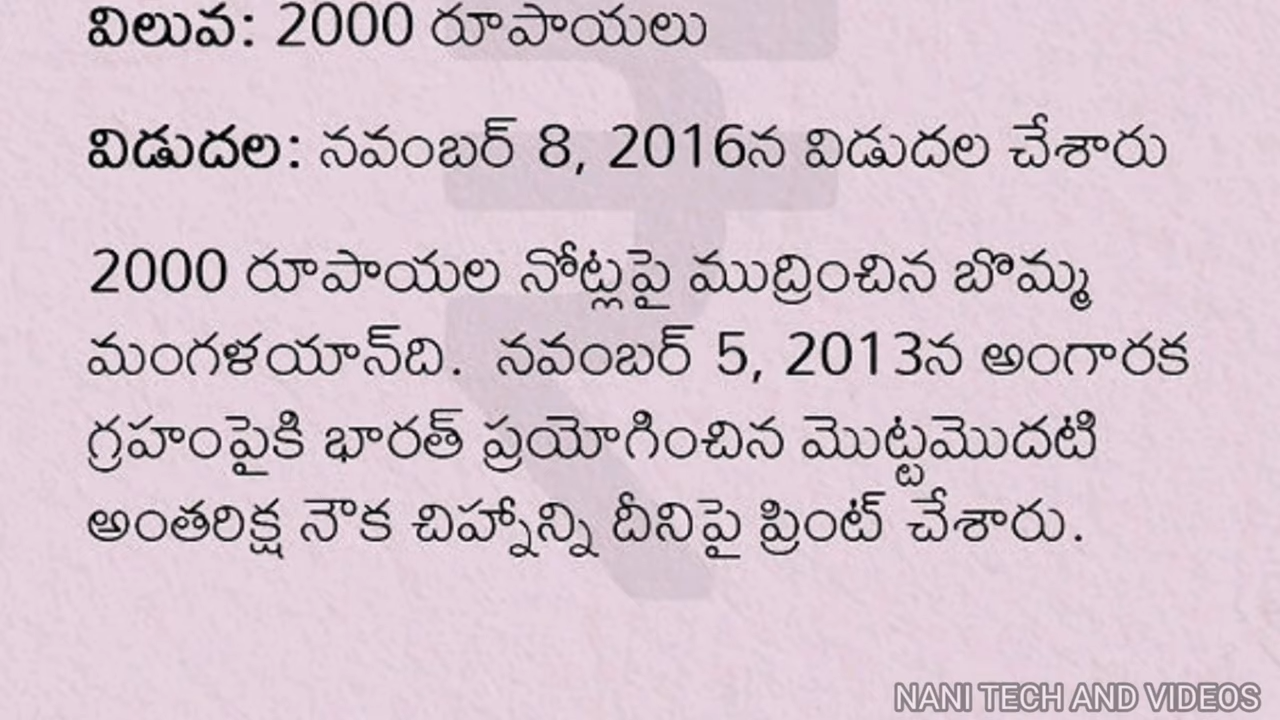 విలువ: 2000 రూపాయలు
విడుదల: నవంబర్ 8, 2016న విడుదల చేశారు
2000 రూపాయల నోట్లపై ముద్రించిన బొమ్మ
మంగళయాన్‌ది. నవంబర్ 5, 2013న అంగారక
గ్రహంపైకి భారత్ ప్రయోగించిన మొట్టమొదటి
అంతరిక్ష నౌక చిహ్నాన్ని దీనిపై ప్రింట్ చేశారు.
NANI TECH AND VIDEOS